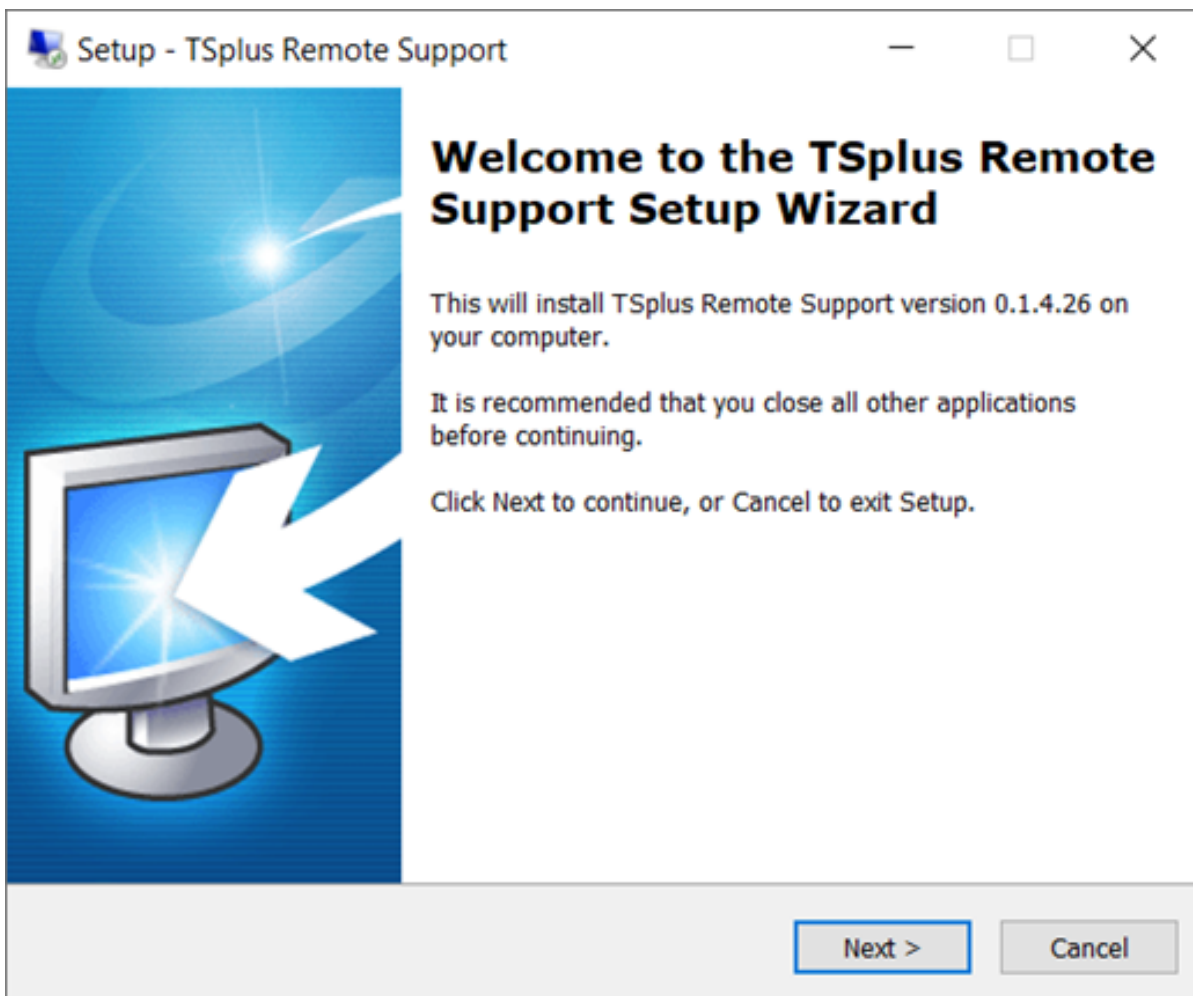 Setup - TSplus Remote Support
Welcome to the TSplus Remote
Support Setup Wizard
This will install TSplus Remote Support version 0.1.4.26 on
your computer.
It is recommended that you close all other applications
before continuing.
Click Next to continue, or Cancel to exit Setup.
Next >
Cancel